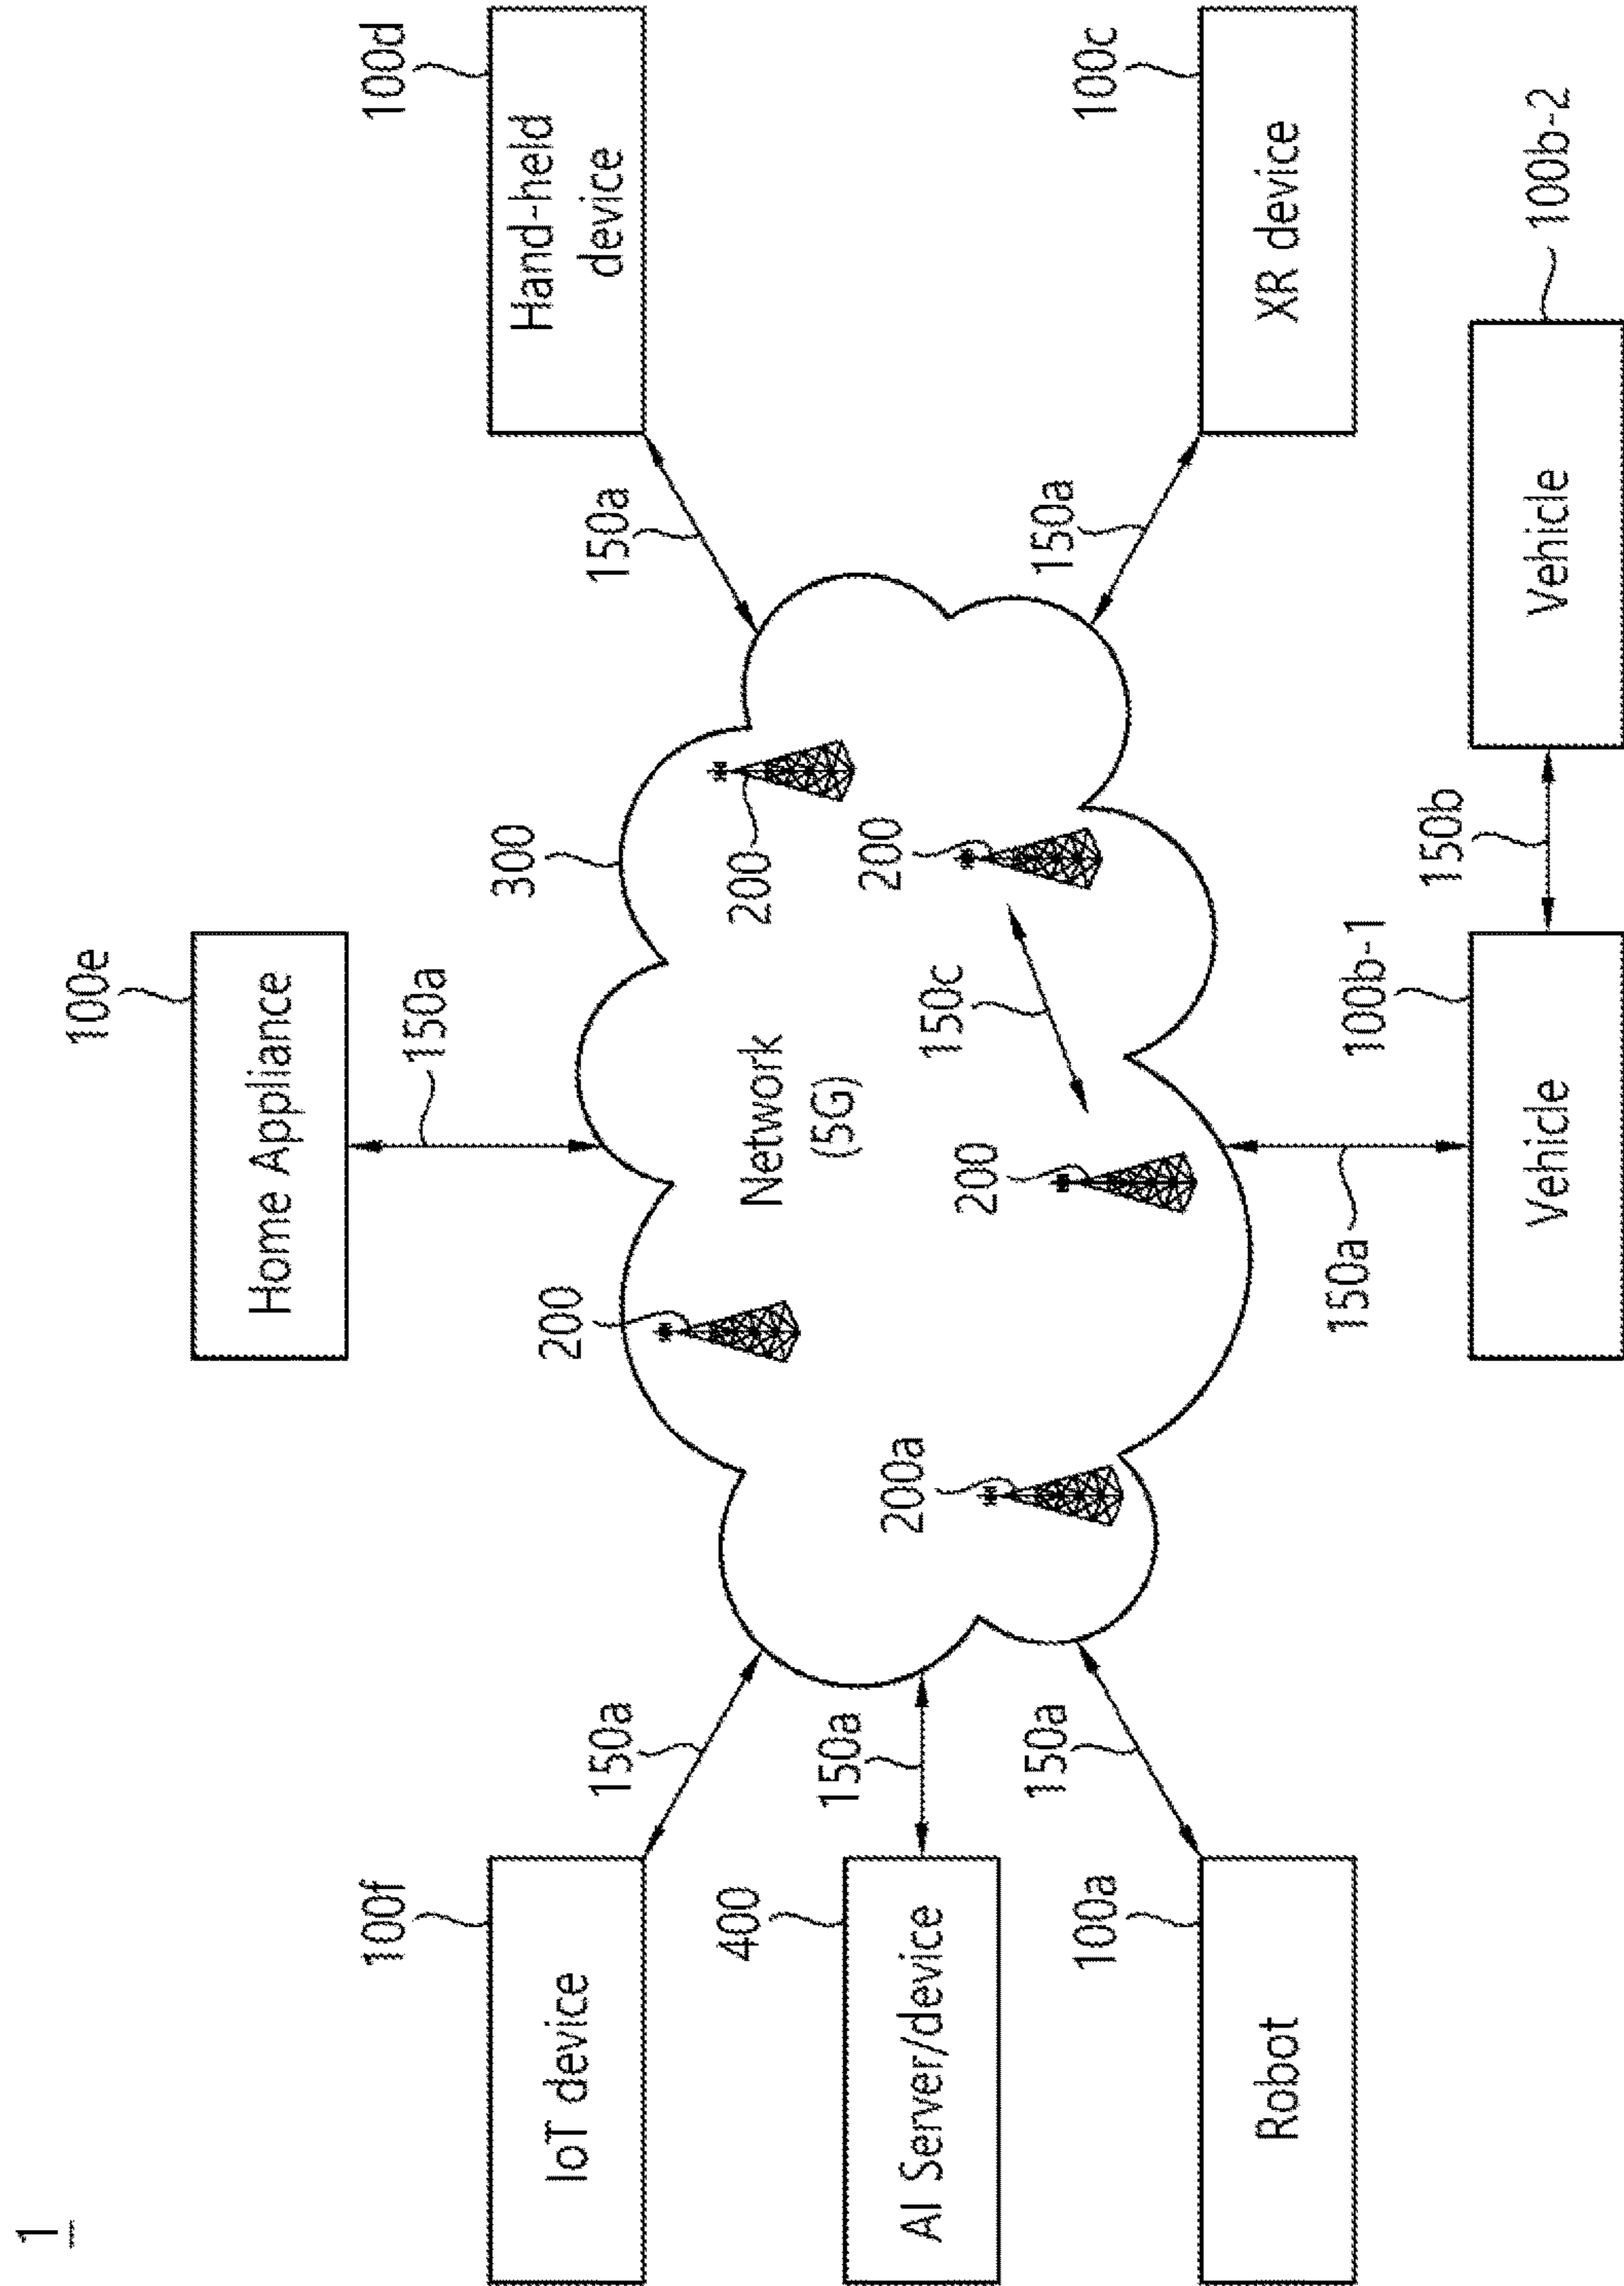 1
100e
Home Appliance
150a
100f
IoT device
150a
300
200
200
Network
(5G)
150a
100d
Hand-held
device
400
AI Server/device
150a
200a
200
150c
200
100a
Robot
150a
150a
100c
XR device
150a
100b-1
Vehicle
150b
Vehicle
100b-2